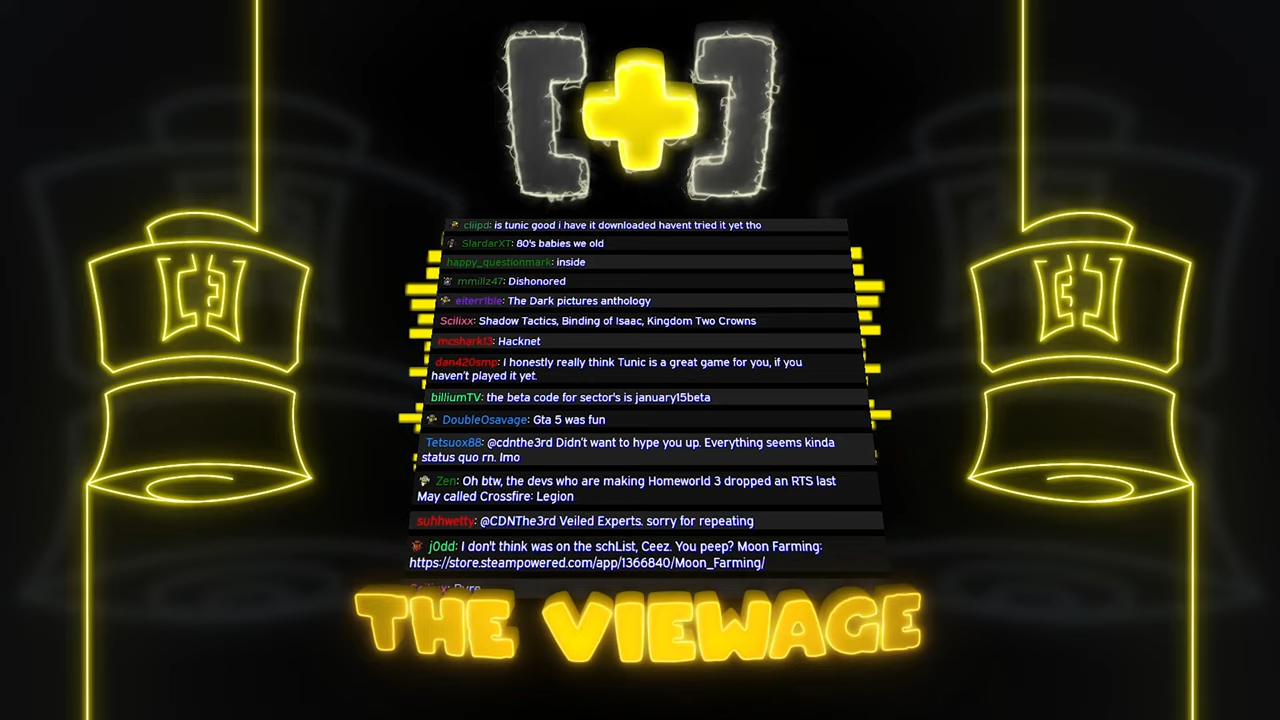 cliipd: is tunic good i have it downloaded havent tried it yet tho
SlardarXT: 80's babies we old
happy_questionmark: inside
mmillz47: Dishonored
eiterr1ble: The Dark pictures anthology
Scilixx: Shadow Tactics, Binding of Isaac, Kingdom Two Crowns
mcshark13: Hacknet
dan420smp: I honestly really think Tunic is a great game for you, if you
haven't played it yet.
billiumTV: the beta code for sector's is january15beta
DoubleOsavage: Gta 5 was fun
Tetsuox88: @cdnthe3rd Didn't want to hype you up. Everything seems kinda
status quo rn. Imo
Zen: Oh btw, the devs who are making Homeworld 3 dropped an RTS last
May called Crossfire: Legion
suhhwetty: @CDNThe3rd Veiled Experts. sorry for repeating
j0dd: I don't think was on the schList, Ceez. You peep? Moon Farming:
https://store.steampowered.com/app/1366840/Moon_Farming/
Scilixx: Pyre
THE VIEWAGE